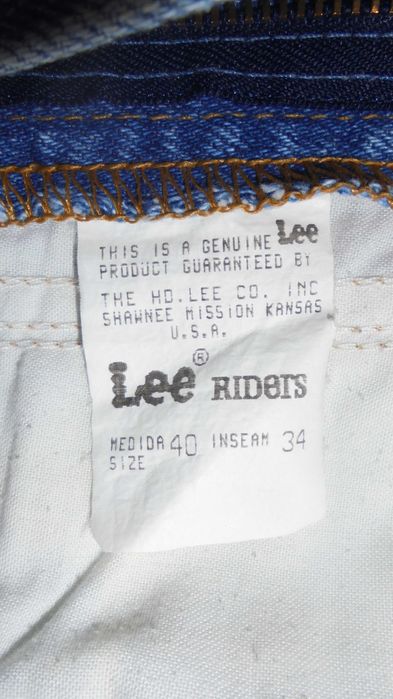 THIS IS A GENUINE Lee
PRODUCT GUARANTEED BY
THE HD.LEE CO. INC
SHAWNEE MISSION KANSAS
U.S.A.
®
Lee RIDERS
MEDIDA 40 INSEAM 34
SIZE